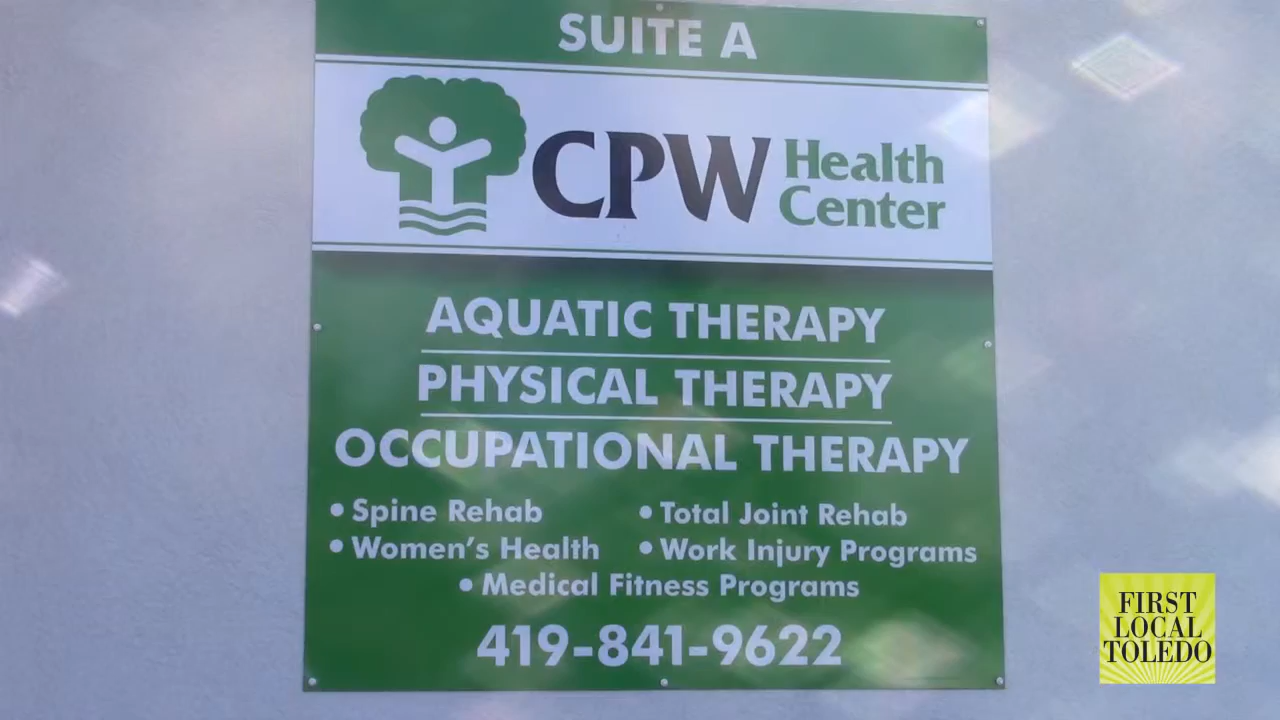 SUITE A
CPW Health Center
AQUATIC THERAPY
PHYSICAL THERAPY
OCCUPATIONAL THERAPY
• Spine Rehab
• Total Joint Rehab
• Women's Health
• Work Injury Programs
• Medical Fitness Programs
419-841-9622
FIRST
LOCAL
TOLEDO